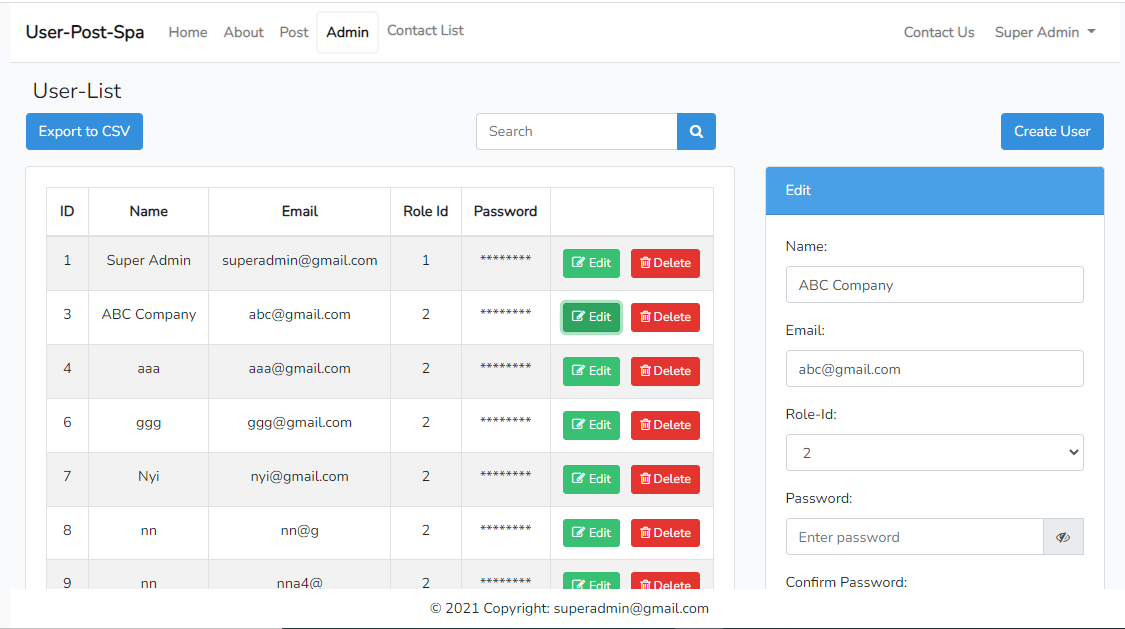 User-Post-Spa Home About Post Admin Contact List Contact Us Super Admin
User-List
Export to CSV Search Create User
ID Name Email Role Id Password
1 Super Admin superadmin@gmail.com 1 ******** Edit Delete
3 ABC Company abc@gmail.com 2 ******** Edit Delete
4 aaa aaa@gmail.com 2 ******** Edit Delete
6 ggg ggg@gmail.com 2 ******** Edit Delete
7 Nyi nyi@gmail.com 2 ******** Edit Delete
8 nn nn@g 2 ******** Edit Delete
9 nn nna4@ 2 ******** Edit Delete
Edit
Name:
ABC Company
Email:
abc@gmail.com
Role-Id:
2
Password:
Enter password
Confirm Password:
© 2021 Copyright: superadmin@gmail.com